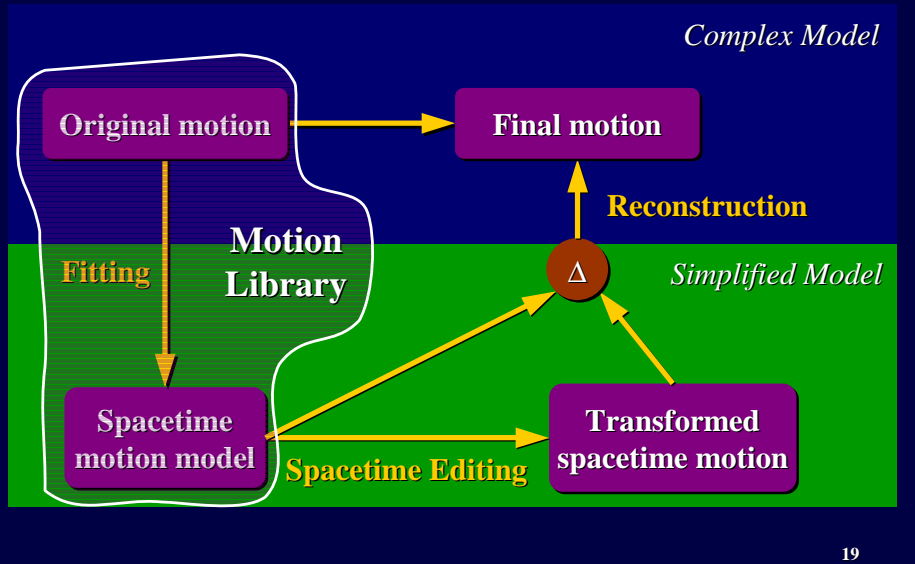 Complex Model
Original motion
Final motion
Reconstruction
Motion
Library
Fitting
Δ
Simplified Model
Spacetime
motion model
Transformed
spacetime motion
Spacetime Editing
19